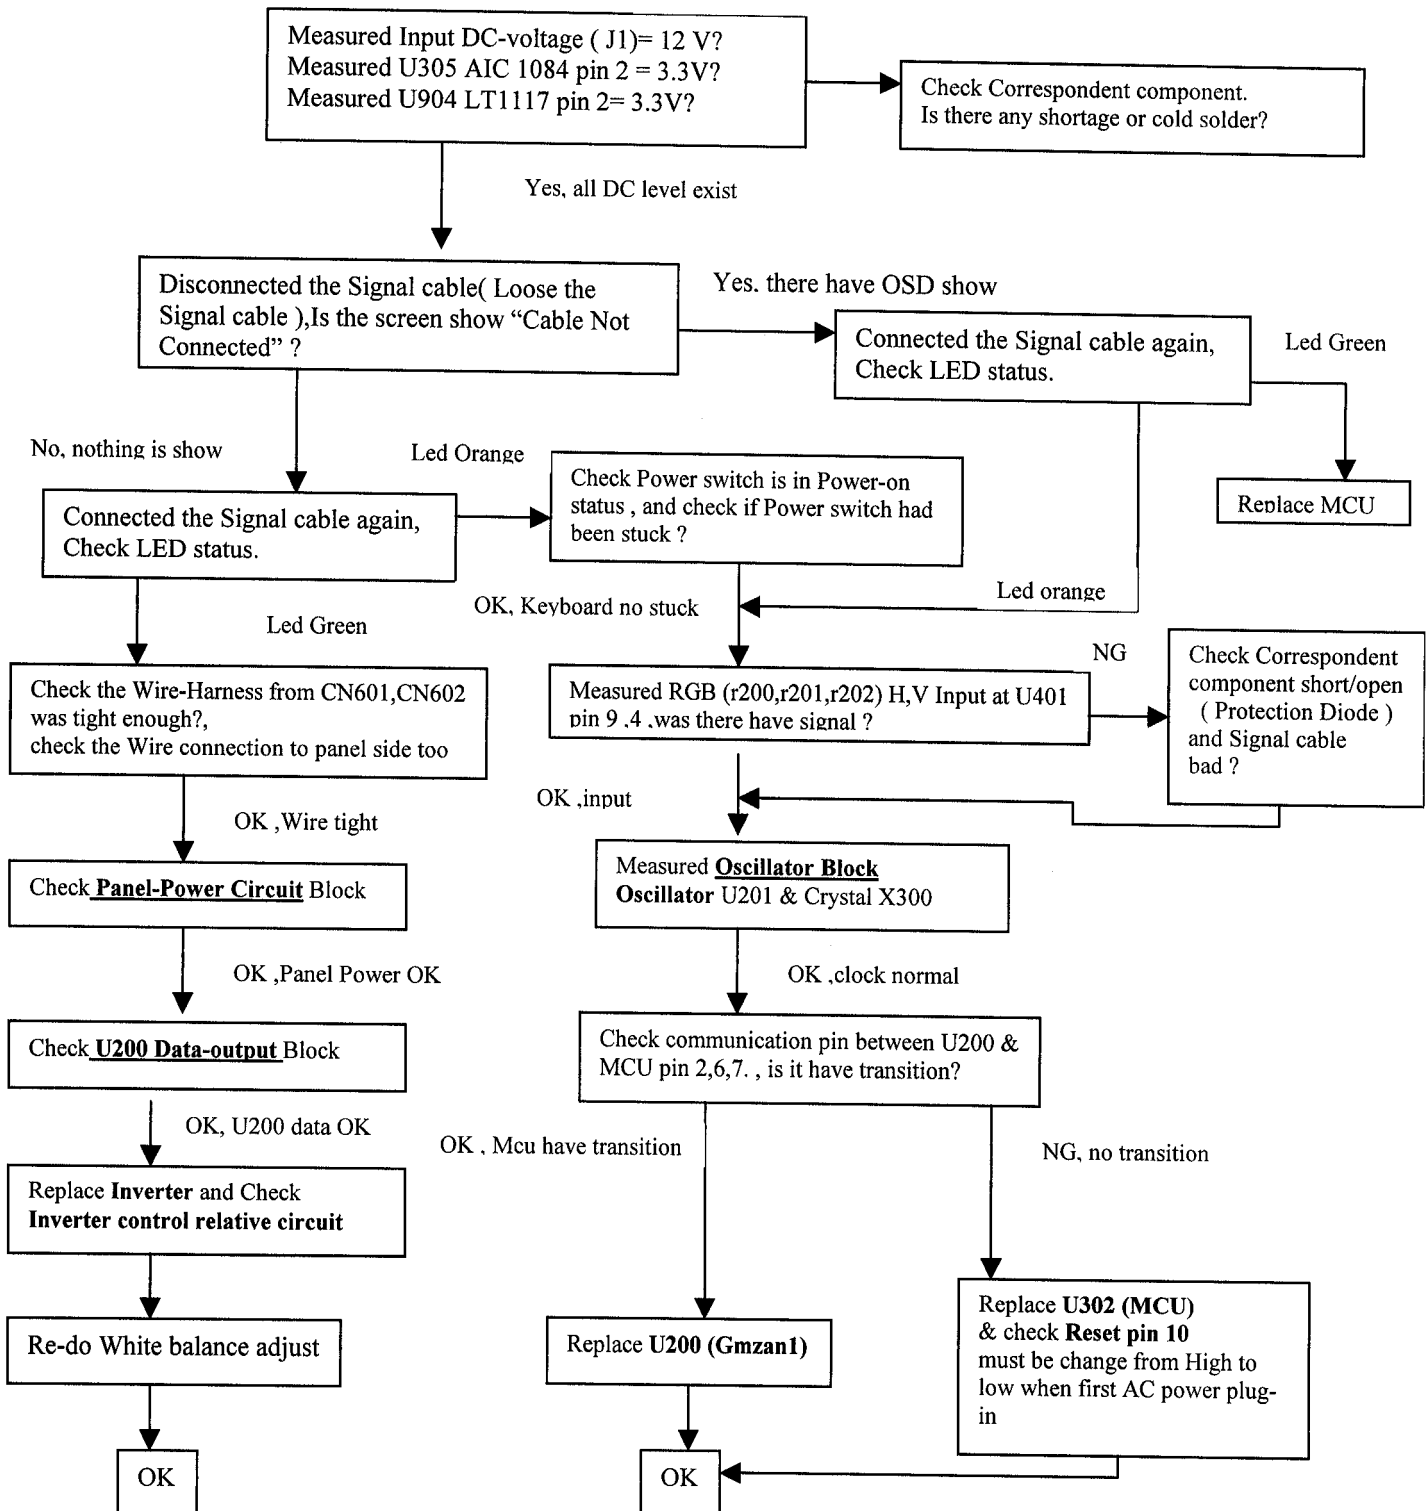 Measured Input DC-voltage ( J1)= 12 V?
Measured U305 AIC 1084 pin 2 = 3.3V?
Measured U904 LT1117 pin 2= 3.3V?
Check Correspondent component.
Is there any shortage or cold solder?
Yes, all DC level exist
Disconnected the Signal cable( Loose the
Signal cable ),Is the screen show “Cable Not
Connected” ?
Yes. there have OSD show
Connected the Signal cable again,
Check LED status.
Led Green
Replace MCU
No, nothing is show
Connected the Signal cable again,
Check LED status.
Led Orange
Check Power switch is in Power-on
status , and check if Power switch had
been stuck ?
OK, Keyboard no stuck
Led orange
Led Green
Check the Wire-Harness from CN601,CN602
was tight enough?,
check the Wire connection to panel side too
Measured RGB (r200,r201,r202) H,V Input at U401
pin 9 .4 .was there have signal ?
NG
Check Correspondent
component short/open
( Protection Diode )
and Signal cable
bad ?
OK ,Wire tight
OK ,input
Check Panel-Power Circuit Block
Measured Oscillator Block
Oscillator U201 & Crystal X300
OK ,Panel Power OK
OK ,clock normal
Check U200 Data-output Block
Check communication pin between U200 &
MCU pin 2,6,7. , is it have transition?
OK, U200 data OK
OK , Mcu have transition
NG, no transition
Replace Inverter and Check
Inverter control relative circuit
Re-do White balance adjust
Replace U200 (Gmzan1)
Replace U302 (MCU)
& check Reset pin 10
must be change from High to
low when first AC power plug-
in
OK
OK